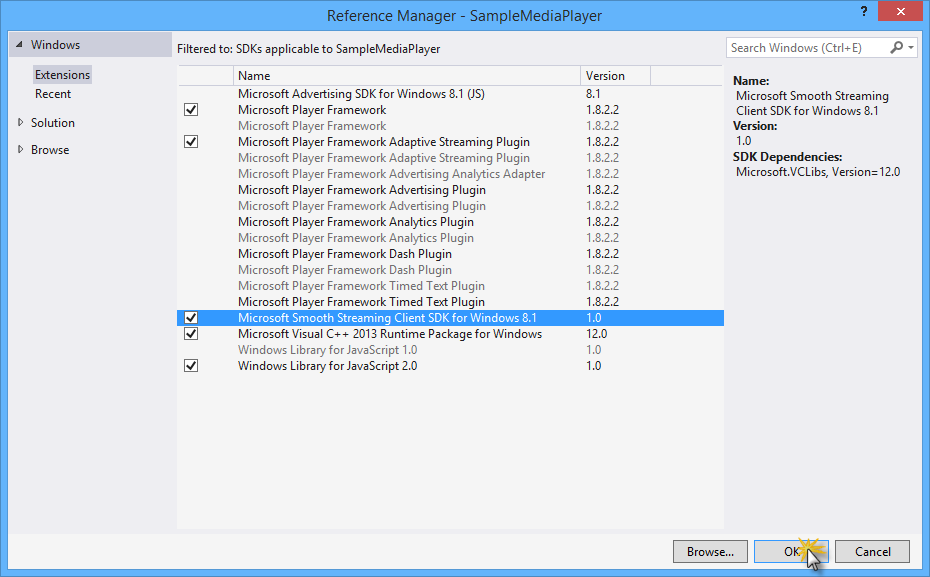 Reference Manager - SampleMediaPlayer
?
Windows
Extensions
Recent
Solution
Browse
Filtered to: SDKs applicable to SampleMediaPlayer
Name Version
Microsoft Advertising SDK for Windows 8.1 (JS) 8.1
Microsoft Player Framework 1.8.2.2
Microsoft Player Framework 1.8.2.2
Microsoft Player Framework Adaptive Streaming Plugin 1.8.2.2
Microsoft Player Framework Adaptive Streaming Plugin 1.8.2.2
Microsoft Player Framework Advertising Analytics Adapter 1.8.2.2
Microsoft Player Framework Advertising Plugin 1.8.2.2
Microsoft Player Framework Advertising Plugin 1.8.2.2
Microsoft Player Framework Analytics Plugin 1.8.2.2
Microsoft Player Framework Analytics Plugin 1.8.2.2
Microsoft Player Framework Dash Plugin 1.8.2.2
Microsoft Player Framework Dash Plugin 1.8.2.2
Microsoft Player Framework Timed Text Plugin 1.8.2.2
Microsoft Player Framework Timed Text Plugin 1.8.2.2
Microsoft Smooth Streaming Client SDK for Windows 8.1 1.0
Microsoft Visual C++ 2013 Runtime Package for Windows 12.0
Windows Library for JavaScript 1.0 1.0
Windows Library for JavaScript 2.0 1.0
Search Windows (Ctrl+E)
Name:
Microsoft Smooth Streaming
Client SDK for Windows 8.1
Version:
1.0
SDK Dependencies:
Microsoft.VCLibs, Version=12.0
Browse... OK Cancel